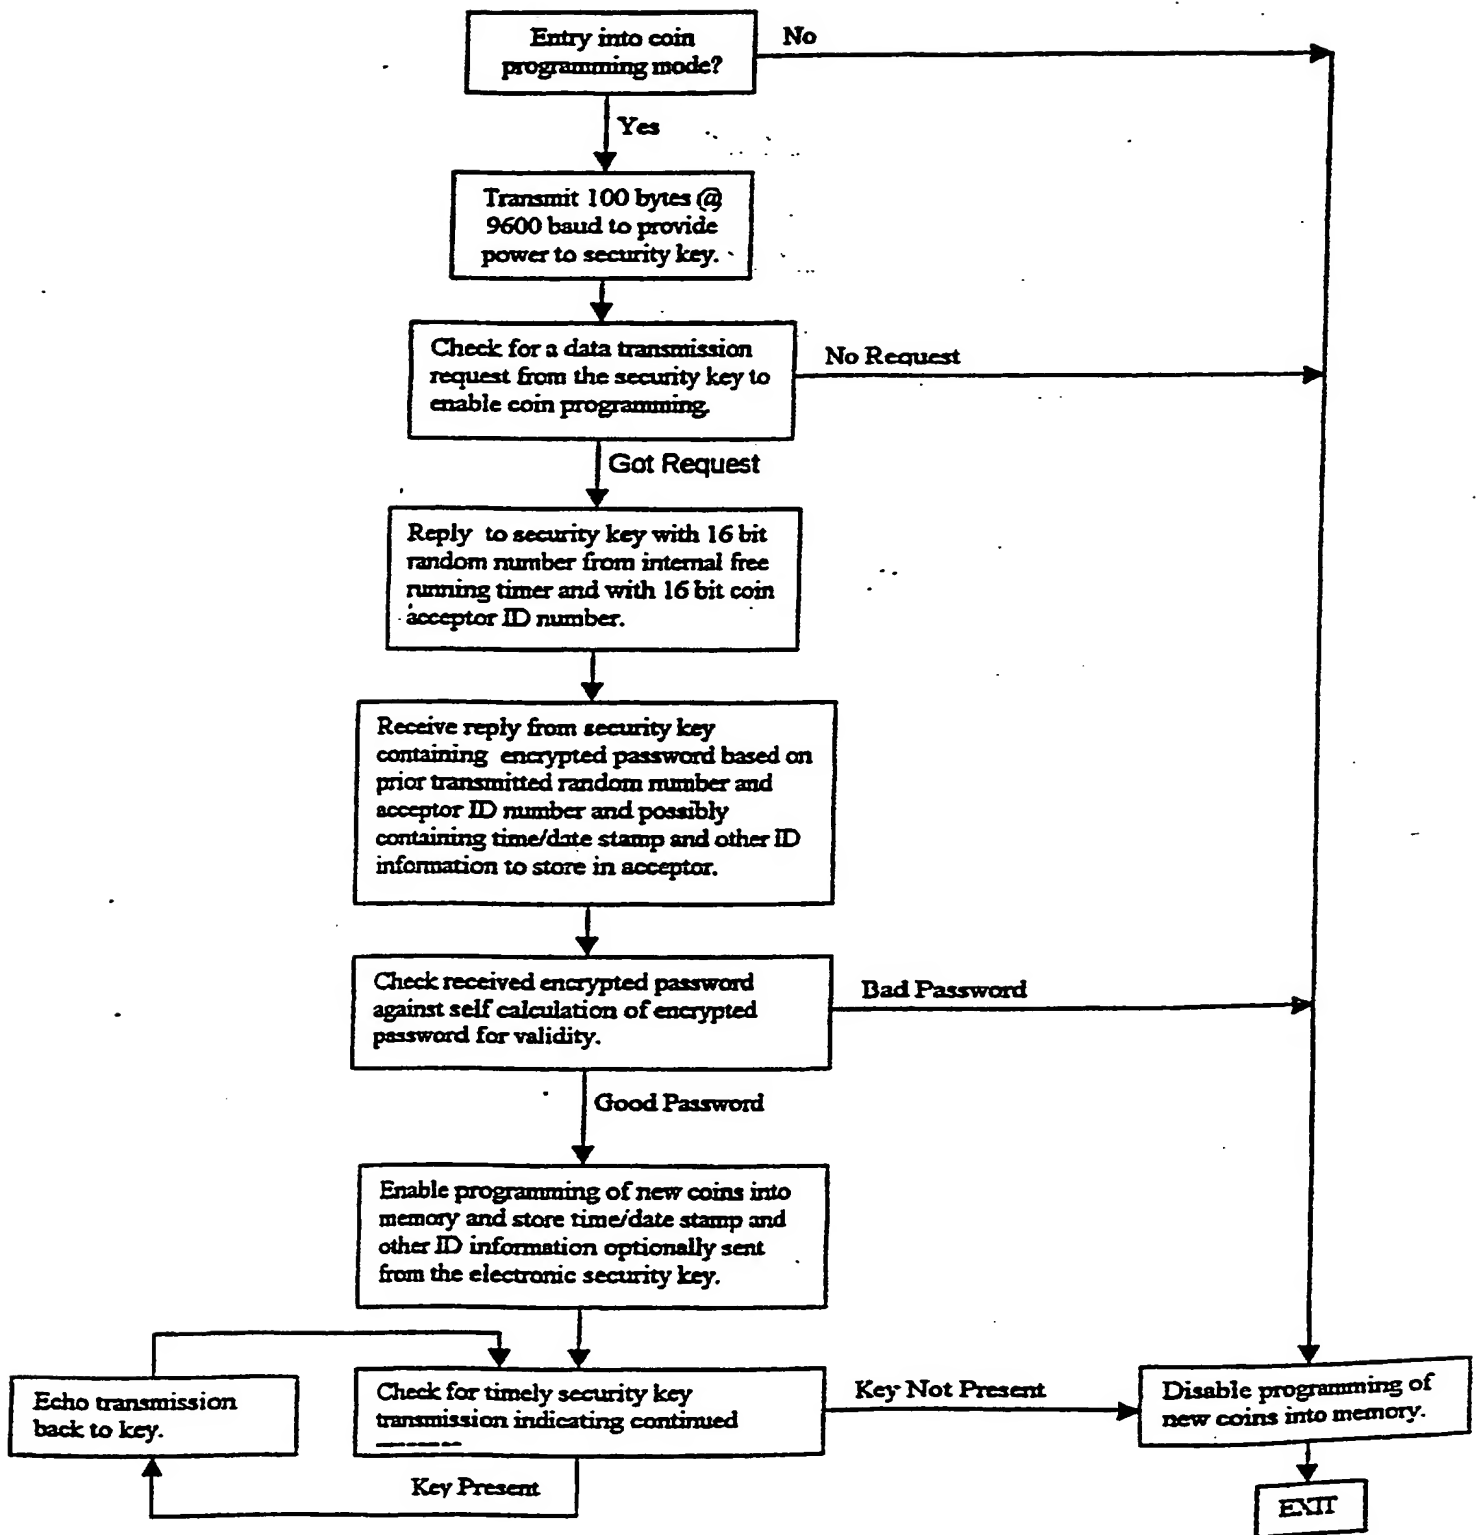 Entry into coin
programming mode?
No
Yes
Transmit 100 bytes @
9600 baud to provide
power to security key.
Check for a data transmission
request from the security key to
enable coin programming.
No Request
Got Request
Reply to security key with 16 bit
random number from internal free
running timer and with 16 bit coin
acceptor ID number.
Receive reply from security key
containing encrypted password based on
prior transmitted random number and
acceptor ID number and possibly
containing time/date stamp and other ID
information to store in acceptor.
Check received encrypted password
against self calculation of encrypted
password for validity.
Bad Password
Good Password
Enable programming of new coins into
memory and store time/date stamp and
other ID information optionally sent
from the electronic security key.
Echo transmission
back to key.
Check for timely security key
transmission indicating continued
Key Not Present
Disable programming of
new coins into memory.
Key Present
EXIT